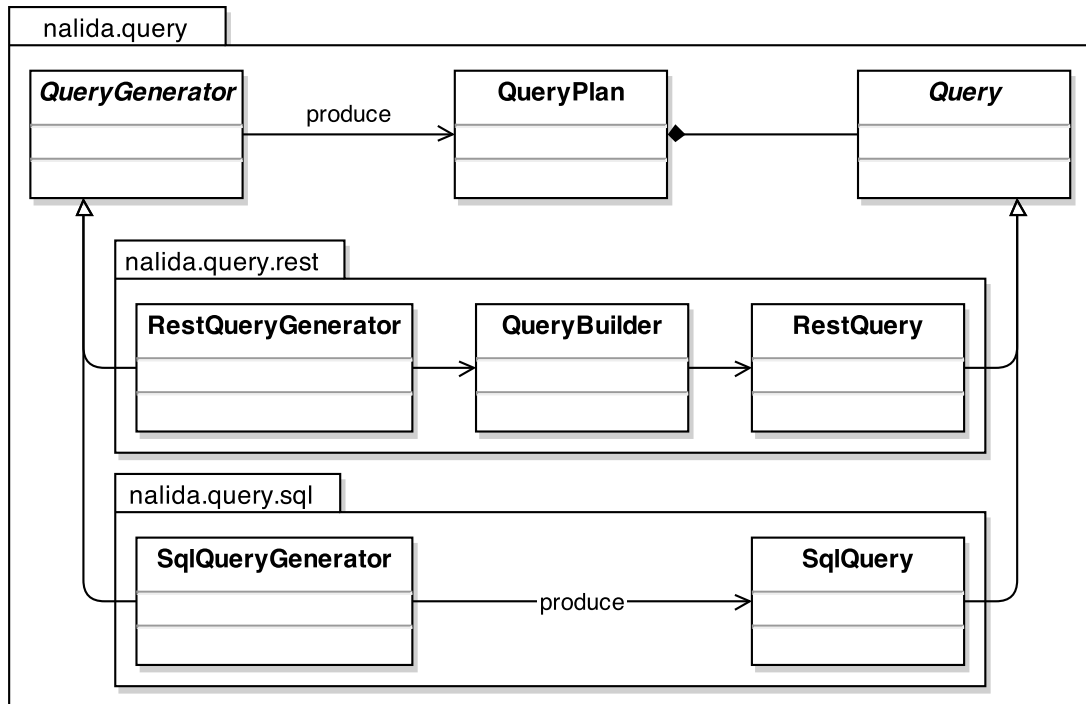 nalida.query
QueryGenerator
produce
QueryPlan
Query
nalida.query.rest
RestQueryGenerator
QueryBuilder
RestQuery
nalida.query.sql
SqlQueryGenerator
produce
SqlQuery